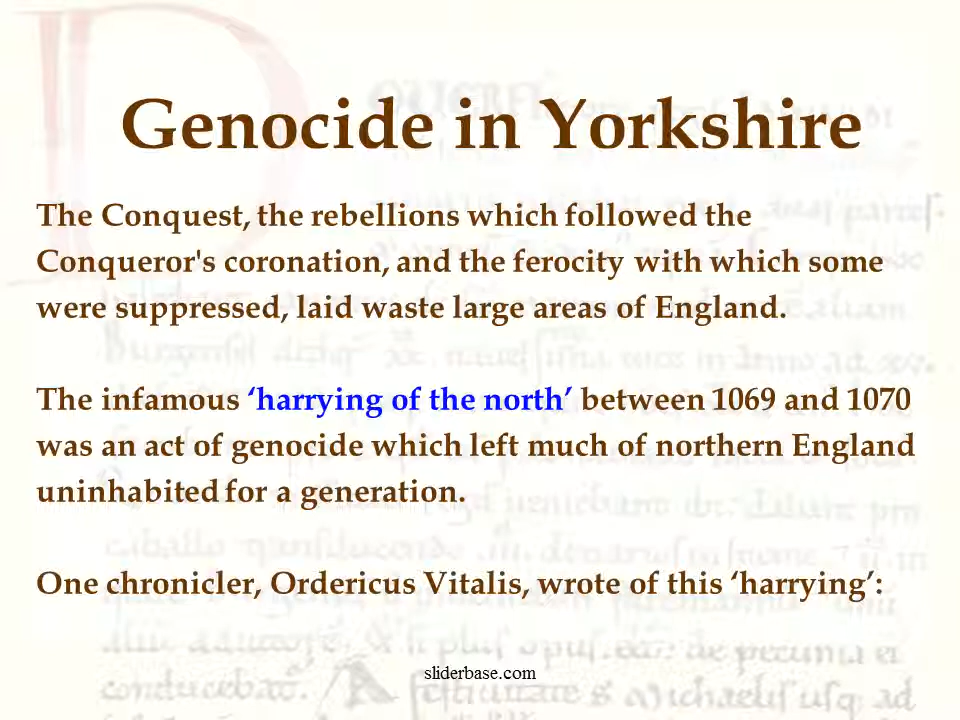 Genocide in Yorkshire
The Conquest, the rebellions which followed the
Conqueror's coronation, and the ferocity with which some
were suppressed, laid waste large areas of England.
The infamous ‘harrying of the north’ between 1069 and 1070
was an act of genocide which left much of northern England
uninhabited for a generation.
One chronicler, Ordericus Vitalis, wrote of this ‘harrying’:
sliderbase.com